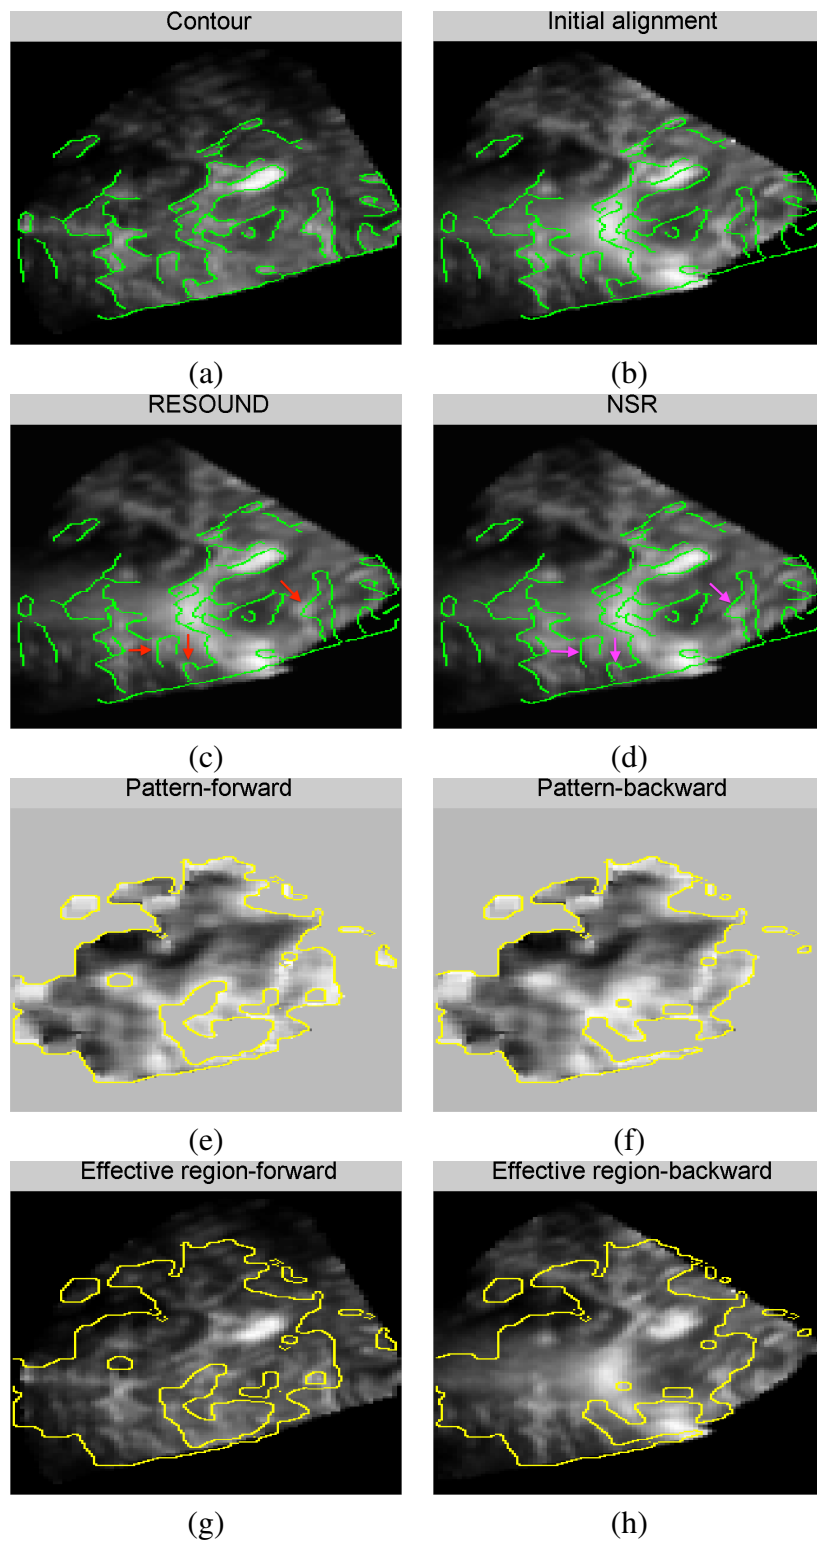 Contour
Initial alignment
(a)
(b)
RESOUND
NSR
(c)
(d)
Pattern-forward
Pattern-backward
(e)
(f)
Effective region-forward
Effective region-backward
(g)
(h)